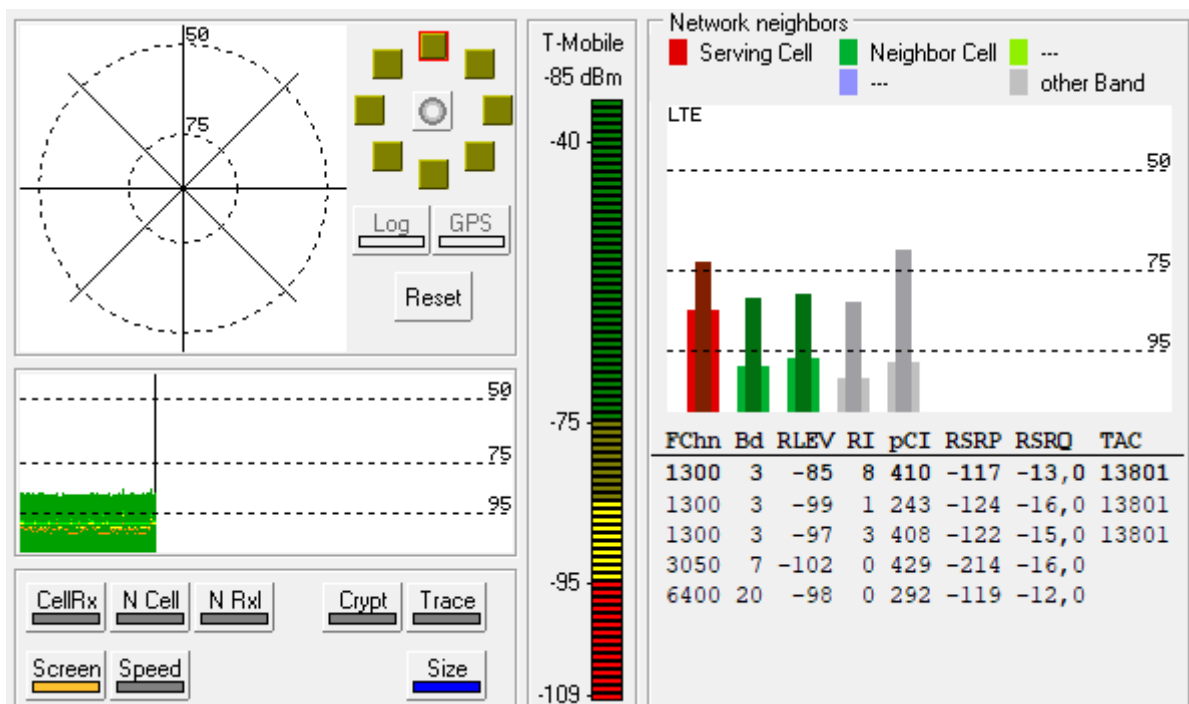 50
75
Log GPS
Reset
50
75
95
CellRx N Cell N Rxl Crypt Trace
Screen Speed Size
T-Mobile
-85 dBm
-40
-75
-95
-109
Network neighbors
Serving Cell Neighbor Cell ---
--- other Band
LTE
50
75
95
FChn Bd RLEV RI pCI RSRP RSRQ TAC
1300 3 -85 8 410 -117 -13,0 13801
1300 3 -99 1 243 -124 -16,0 13801
1300 3 -97 3 408 -122 -15,0 13801
3050 7 -102 0 429 -214 -16,0
6400 20 -98 0 292 -119 -12,0